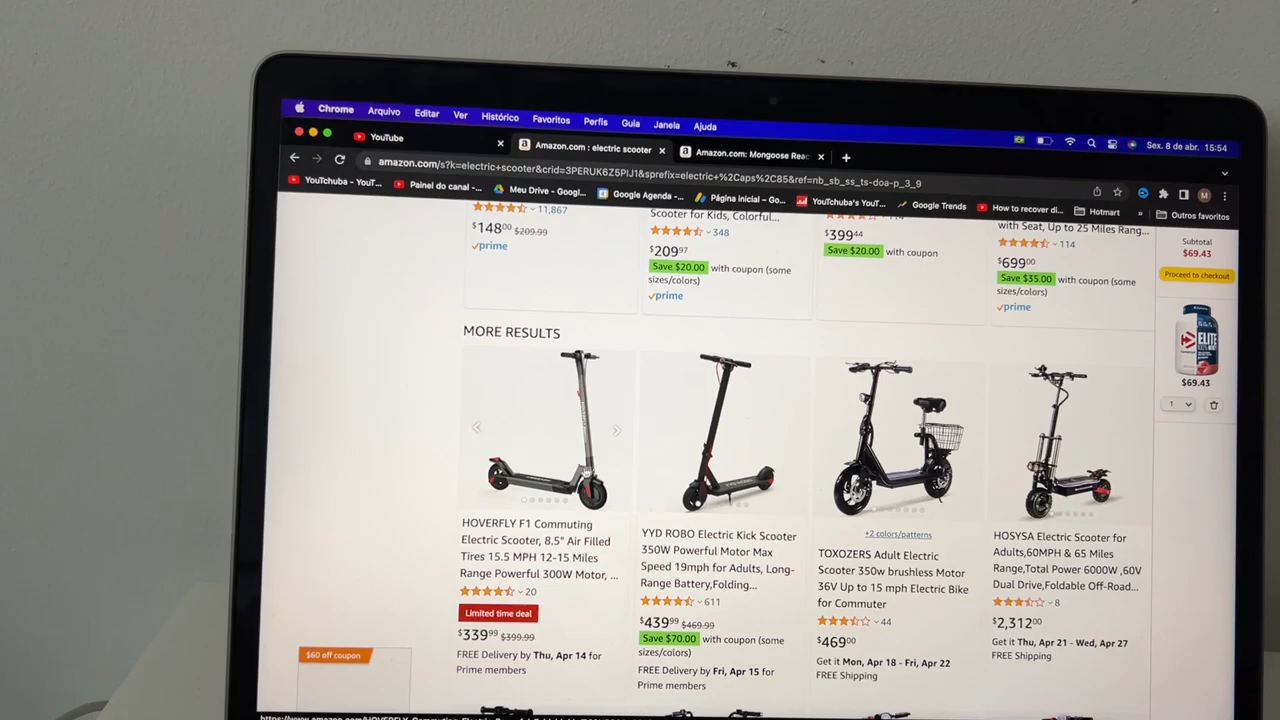 Chrome Arquivo Editar Ver Histórico Favoritos Perfis Guia Janela Ajuda Sex. 8 de abr. 15:54
YouTube
Amazon.com : electric scooter
Amazon.com: Mongoose Reac
amazon.com/s?k=electric+scooter&crid=3PERUK6Z5PIJ1&sprefix=electric+%2Caps%2C85&ref=nb_sb_ss_ts-doa-p_3_9
YouTchuba - YouT... Painel do canal -... Meu Drive - Googl... Google Agenda -... Página inicial – Go... YouTchuba's YouT... Google Trends How to recover di... Hotmart » Outros favoritos
11,867
$148.00 $209.99
prime
Scooter for Kids, Colorful...
348
$209.97
Save $20.00 with coupon (some
sizes/colors)
prime
$399.44
Save $20.00 with coupon
with Seat, Up to 25 Miles Rang...
114
$699.00
Save $35.00 with coupon (some
sizes/colors)
prime
Subtotal
$69.43
Proceed to checkout
ELITE
$69.43
1
MORE RESULTS
HOVERFLY F1 Commuting
Electric Scooter, 8.5" Air Filled
Tires 15.5 MPH 12-15 Miles
Range Powerful 300W Motor, ...
20
Limited time deal
$339.99 $399.99
FREE Delivery by Thu, Apr 14 for
Prime members
YYD ROBO Electric Kick Scooter
350W Powerful Motor Max
Speed 19mph for Adults, Long-
Range Battery,Folding...
611
$439.99 $469.99
Save $70.00 with coupon (some
sizes/colors)
FREE Delivery by Fri, Apr 15 for
Prime members
+2 colors/patterns
TOXOZERS Adult Electric
Scooter 350w brushless Motor
36V Up to 15 mph Electric Bike
for Commuter
44
$469.00
Get it Mon, Apr 18 - Fri, Apr 22
FREE Shipping
HOSYSA Electric Scooter for
Adults,60MPH & 65 Miles
Range,Total Power 6000W ,60V
Dual Drive,Foldable Off-Road...
8
$2,312.00
Get it Thu, Apr 21 - Wed, Apr 27
FREE Shipping
$60 off coupon